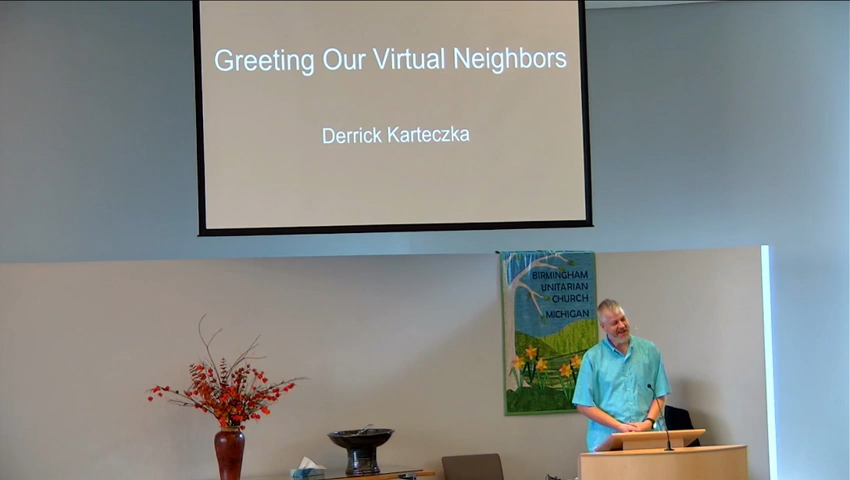 Greeting Our Virtual Neighbors
Derrick Karteczka
BIRMINGHAM
UNITARIAN
CHURCH
MICHIGAN